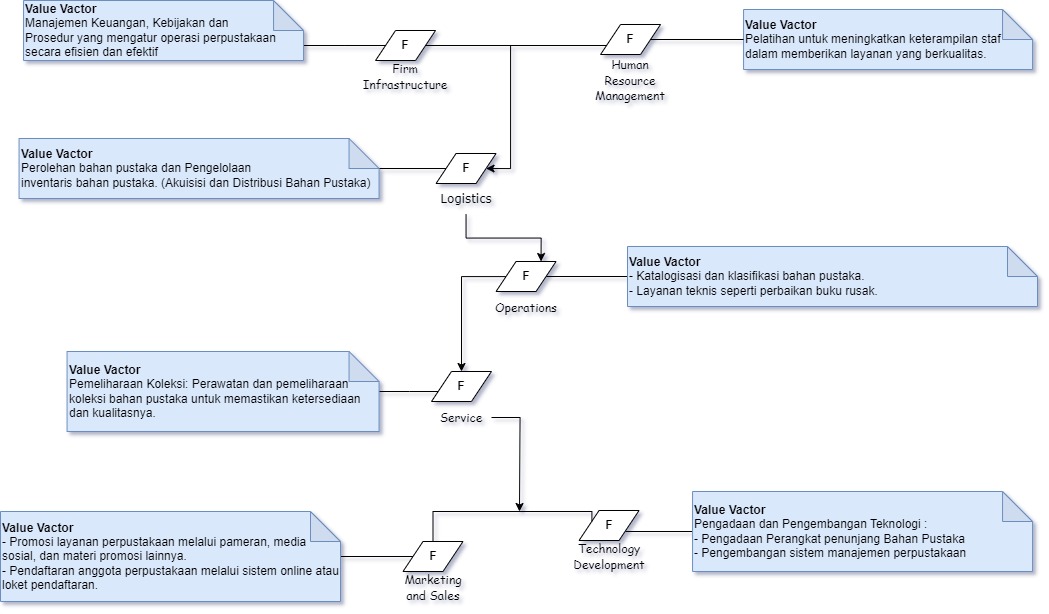 Value Vactor
Manajemen Keuangan, Kebijakan dan
Prosedur yang mengatur operasi perpustakaan
secara efisien dan efektif
F
Firm
Infrastructure
F
Human
Resource
Management
Value Vactor
Pelatihan untuk meningkatkan keterampilan staf
dalam memberikan layanan yang berkualitas.
Value Vactor
Perolehan bahan pustaka dan Pengelolaan
inventaris bahan pustaka. (Akuisisi dan Distribusi Bahan Pustaka)
F
Logistics
F
Operations
Value Vactor
- Katalogisasi dan klasifikasi bahan pustaka.
- Layanan teknis seperti perbaikan buku rusak.
Value Vactor
Pemeliharaan Koleksi: Perawatan dan pemeliharaan
koleksi bahan pustaka untuk memastikan ketersediaan
dan kualitasnya.
F
Service
Value Vactor
- Promosi layanan perpustakaan melalui pameran, media
sosial, dan materi promosi lainnya.
- Pendaftaran anggota perpustakaan melalui sistem online atau
loket pendaftaran.
F
Marketing
and Sales
F
Technology
Development
Value Vactor
Pengadaan dan Pengembangan Teknologi :
- Pengadaan Perangkat penunjang Bahan Pustaka
- Pengembangan sistem manajemen perpustakaan